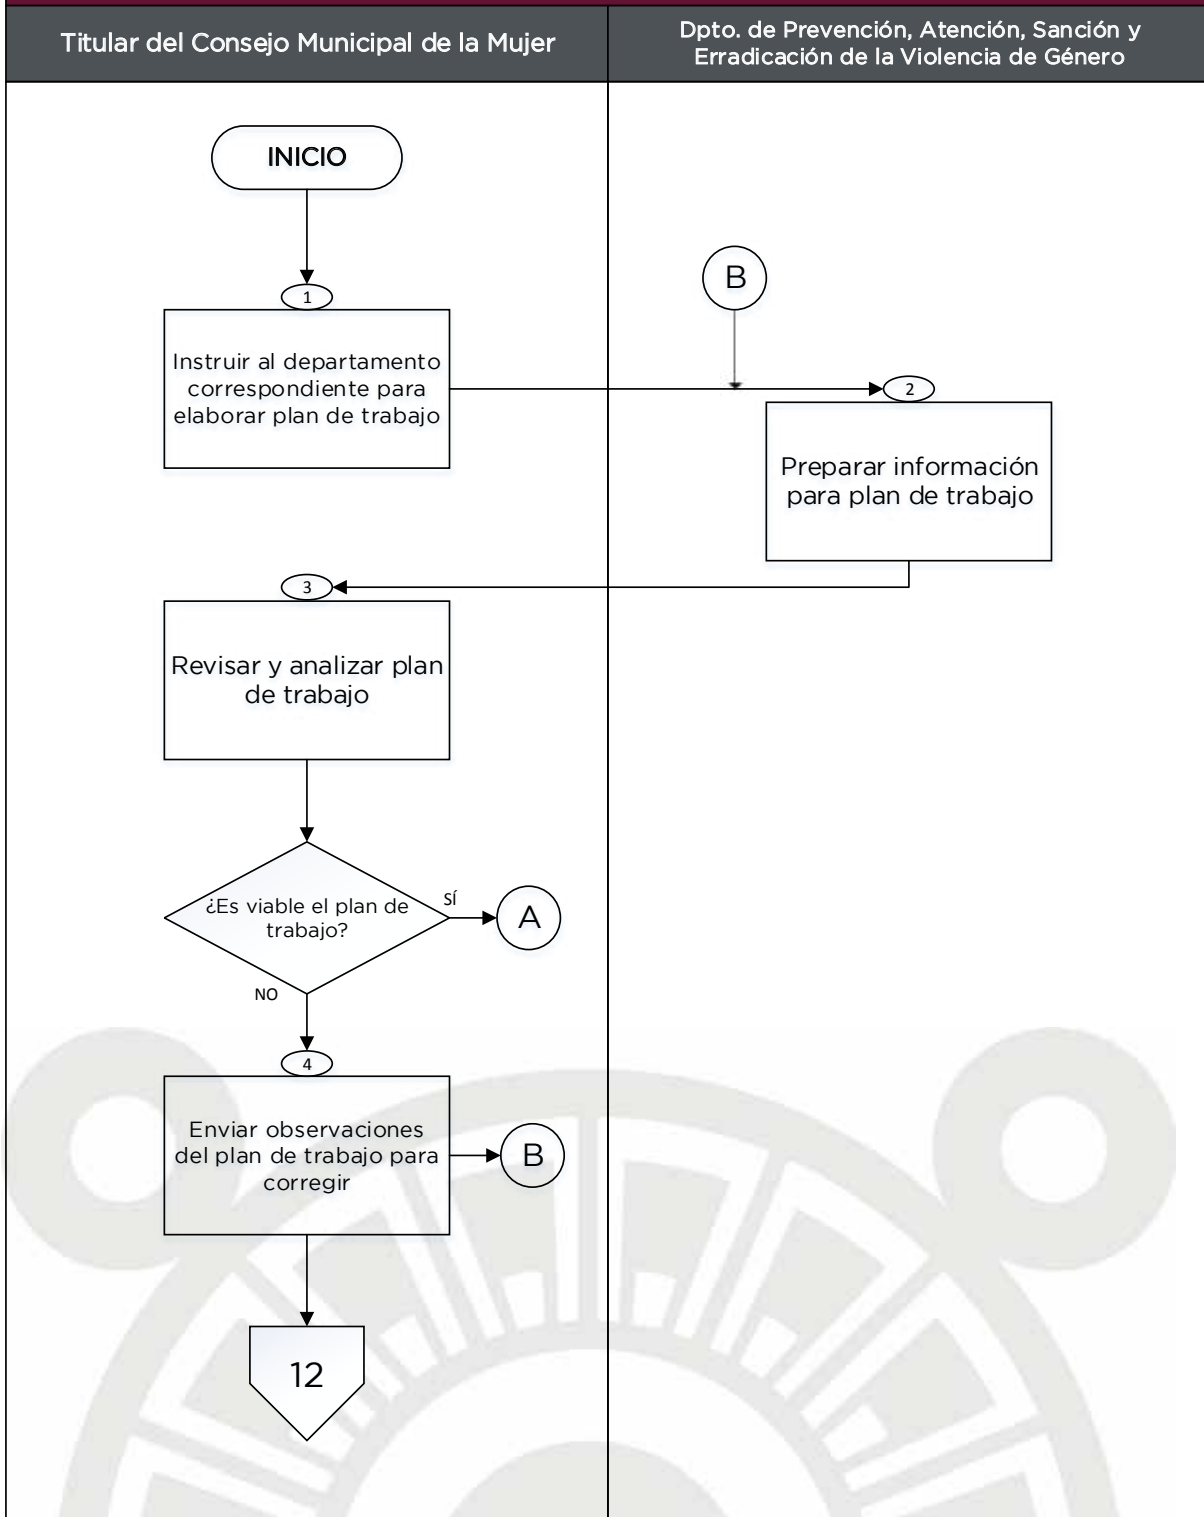 Titular del Consejo Municipal de la Mujer
Dpto. de Prevención, Atención, Sanción y
Erradicación de la Violencia de Género
INICIO
1
Instruir al departamento
correspondiente para
elaborar plan de trabajo
B
2
Preparar información
para plan de trabajo
3
Revisar y analizar plan
de trabajo
¿Es viable el plan de
trabajo?
SÍ
A
NO
4
Enviar observaciones
del plan de trabajo para
corregir
B
12